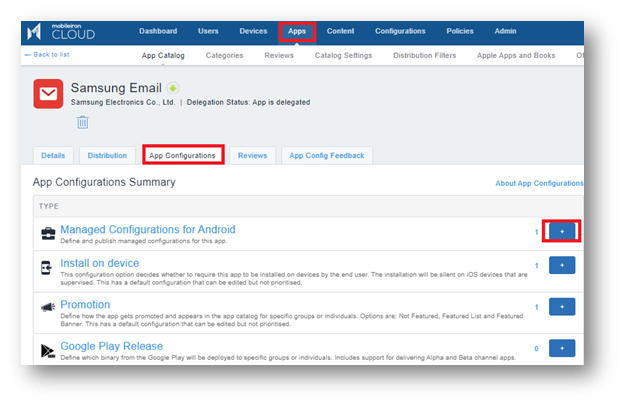 mobileiron
CLOUD
Dashboard Users Devices Apps Content Configurations Policies Admin
← Back to list
App Catalog Categories Reviews Catalog Settings Distribution Filters Apple Apps and Books
Samsung Email
Samsung Electronics Co., Ltd. | Delegation Status: App is delegated
Details Distribution App Configurations Reviews App Config Feedback
App Configurations Summary
About App Configurations
TYPE
Managed Configurations for Android
1 +
Define and publish managed configurations for this app.
Install on device
1 +
This configuration option decides whether to require this app to be installed on devices by the end user. The installation will be silent on iOS devices that are
supervised. This has a default configuration that can be edited but not prioritised.
Promotion
1 +
Define how the app gets promoted and appears in the app catalog for specific groups or individuals. Options are: Not Featured, Featured List and Featured
Banner. This has a default configuration that can be edited but not prioritised.
Google Play Release
0 +
Define which binary from the Google Play will be deployed to specific groups or individuals. Includes support for delivering Alpha and Beta channel apps.